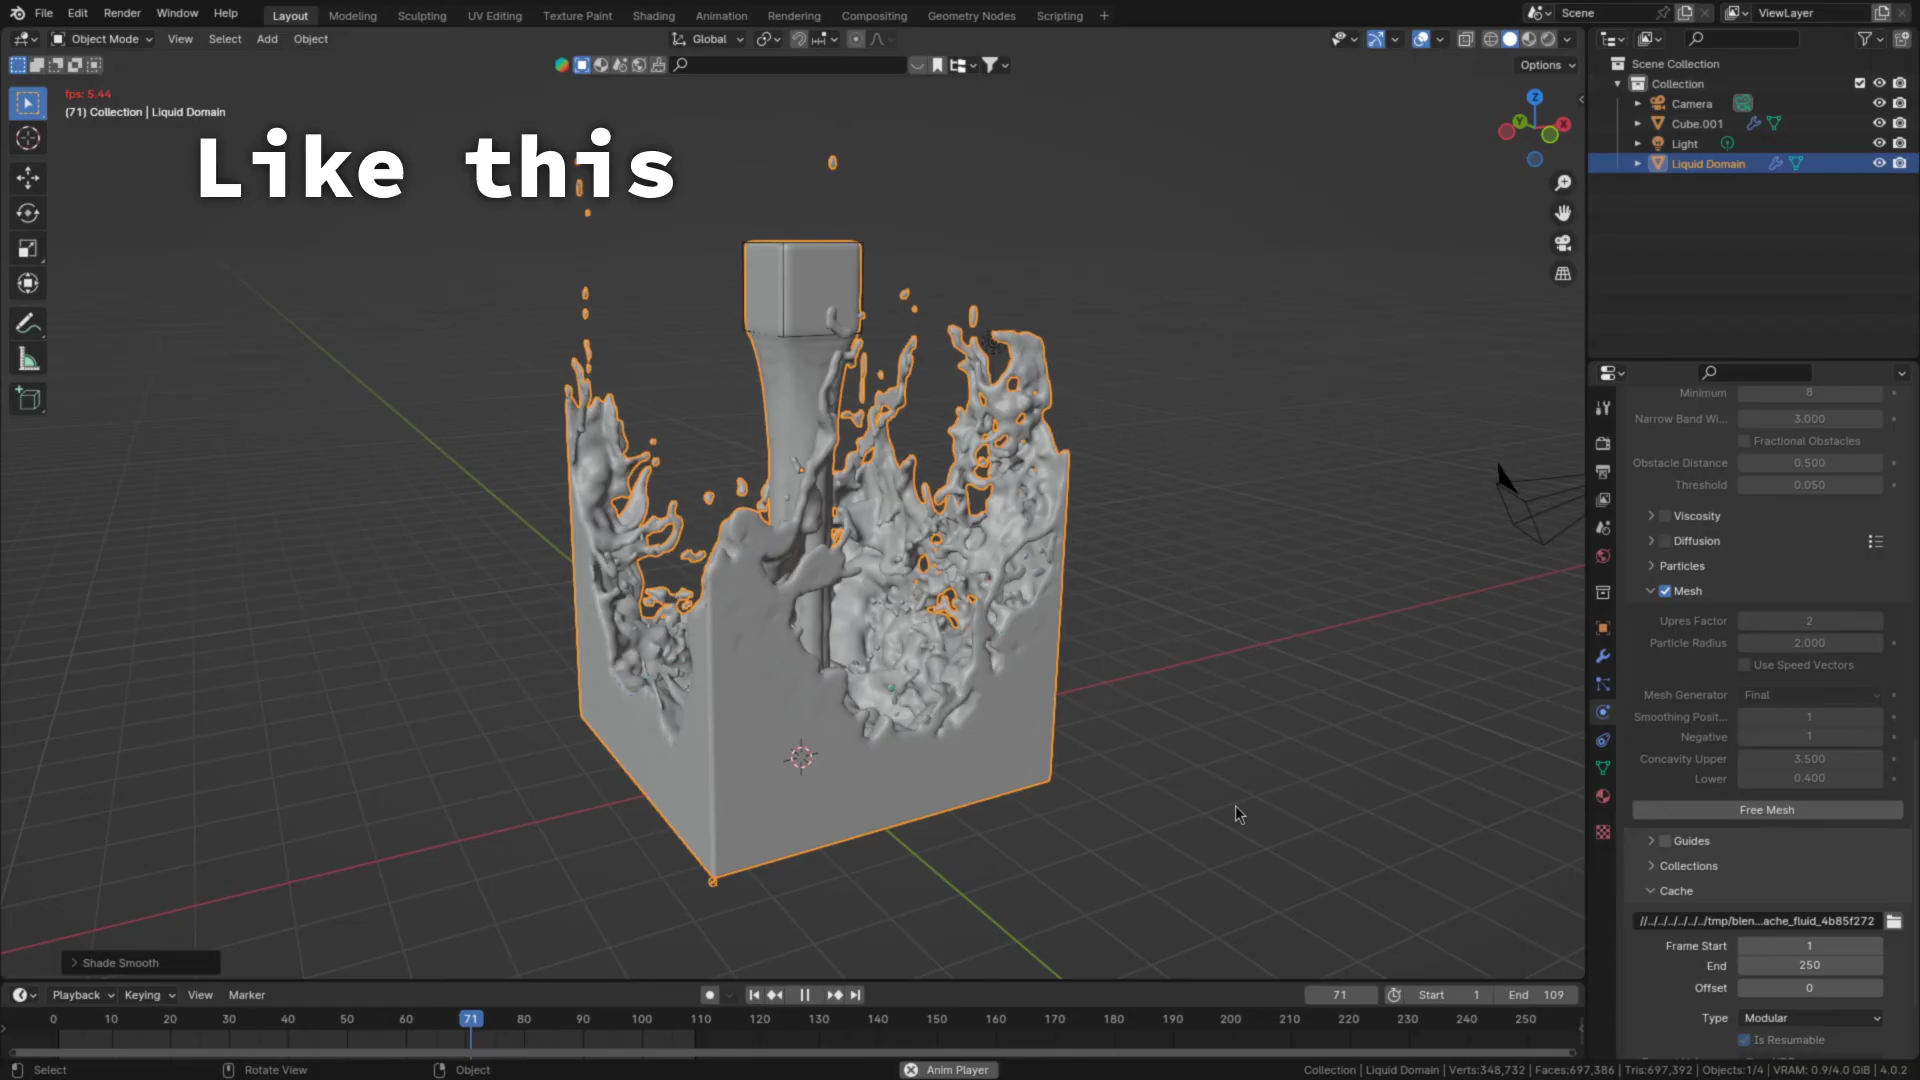 File Edit Render Window Help Layout Modeling Sculpting UV Editing Texture Paint Shading Animation Rendering Compositing Geometry Nodes Scripting + Scene ViewLayer
Object Mode View Select Add Object Global
Options
Scene Collection
Collection
Camera
Cube.001
Light
Liquid Domain
fps: 5.44
(71) Collection | Liquid Domain
Like this
Z
Y
X
Minimum 8
Narrow Band Wi... 3.000
Fractional Obstacles
Obstacle Distance 0.500
Threshold 0.050
Viscosity
Diffusion
Particles
Mesh
Upres Factor 2
Particle Radius 2.000
Use Speed Vectors
Mesh Generator Final
Smoothing Posit... 1
Negative 1
Concavity Upper 3.500
Lower 0.400
Free Mesh
Guides
Collections
Cache
//../../../../../../tmp/blen...ache_fluid_4b85f272
Frame Start 1
End 250
Offset 0
Type Modular
Is Resumable
Shade Smooth
Playback Keying View Marker 71 Start 1 End 109
0 10 20 30 40 50 60 71 80 90 100 110 120 130 140 150 160 170 180 190 200 210 220 230 240 250
Select Rotate View Object Anim Player Collection | Liquid Domain | Verts:348,732 | Faces:697,386 | Tris:697,392 | Objects:1/4 | VRAM: 0.9/4.0 GiB | 4.0.2